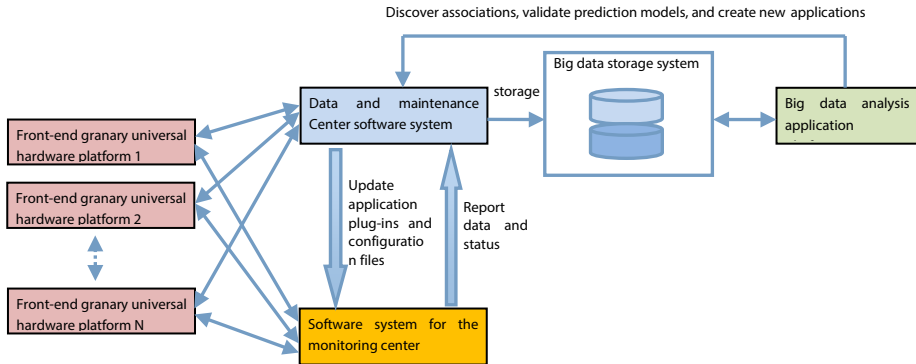 Discover associations, validate prediction models, and create new applications
Big data storage system
storage
Data and maintenance
Center software system
Big data analysis
application
Front-end granary universal
hardware platform 1
Front-end granary universal
hardware platform 2
Update
application
plug-ins and
configuratio
n files
Report
data and
status
Front-end granary universal
hardware platform N
Software system for the
monitoring center